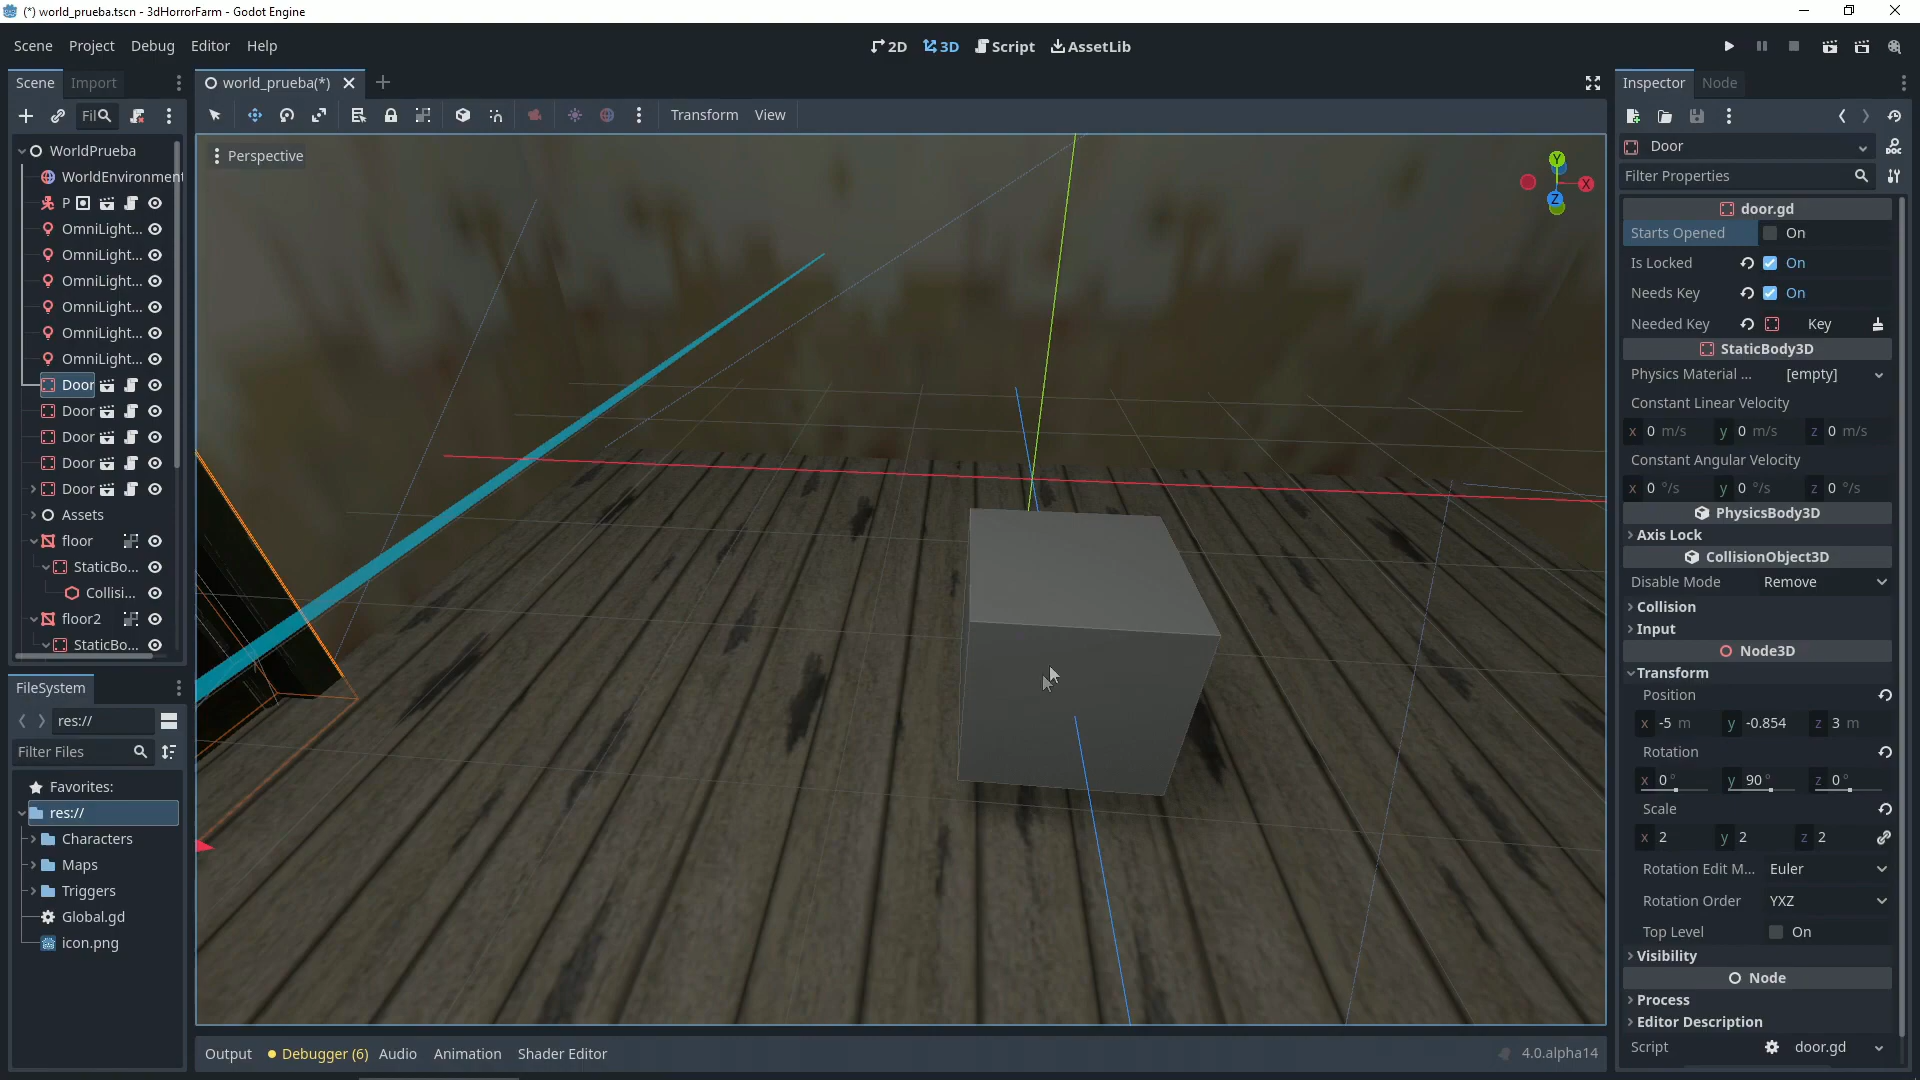 (*) world_prueba.tscn - 3dHorrorFarm - Godot Engine
Scene Project Debug Editor Help
2D 3D Script AssetLib
Scene Import
world_prueba(*)
Inspector Node
Fil
Transform View
Perspective
Y
X
Z
WorldPrueba
WorldEnvironment
P
OmniLight...
OmniLight...
OmniLight...
OmniLight...
OmniLight...
OmniLight...
Door
Door
Door
Door
Door
Assets
floor
StaticBo...
Collisi...
floor2
StaticBo...
FileSystem
res://
Filter Files
Favorites:
res://
Characters
Maps
Triggers
Global.gd
icon.png
Output Debugger (6) Audio Animation Shader Editor
4.0.alpha14
Door
Filter Properties
door.gd
Starts Opened On
Is Locked On
Needs Key On
Needed Key Key
StaticBody3D
Physics Material ... [empty]
Constant Linear Velocity
x 0 m/s y 0 m/s z 0 m/s
Constant Angular Velocity
x 0 °/s y 0 °/s z 0 °/s
PhysicsBody3D
Axis Lock
CollisionObject3D
Disable Mode Remove
Collision
Input
Node3D
Transform
Position
x -5 m y -0.854 z 3 m
Rotation
x 0 ° y 90 ° z 0 °
Scale
x 2 y 2 z 2
Rotation Edit M... Euler
Rotation Order YXZ
Top Level On
Visibility
Node
Process
Editor Description
Script door.gd